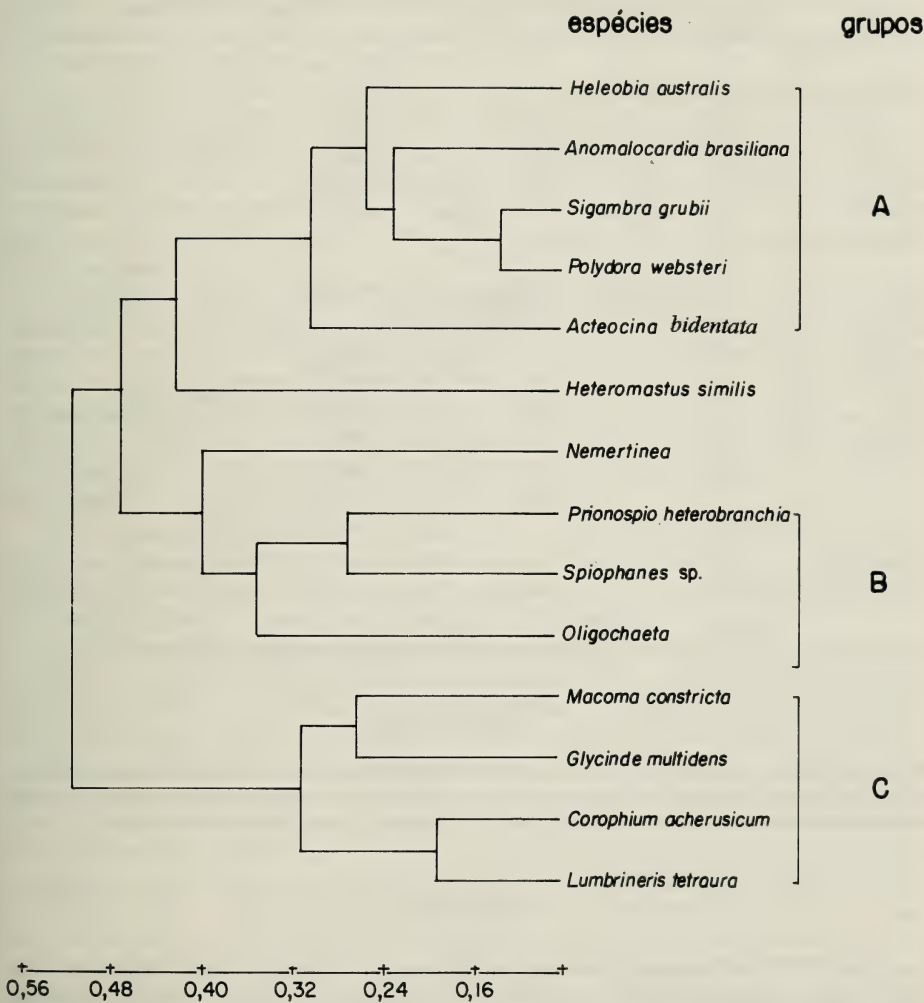 espécies grupos
Heleobia australis
Anomalocardia brasiliana
A
Sigambra grubii
Polydora websteri
Acteocina bidentata
Heteromastus similis
Nemertinea
Prionospio heterobranchia
Spiophanes sp.
B
Oligochaeta
Macoma constricta
Glycinde multidens
C
Corophium acherusicum
Lumbrineris tetraura
0,56 0,48 0,40 0,32 0,24 0,16